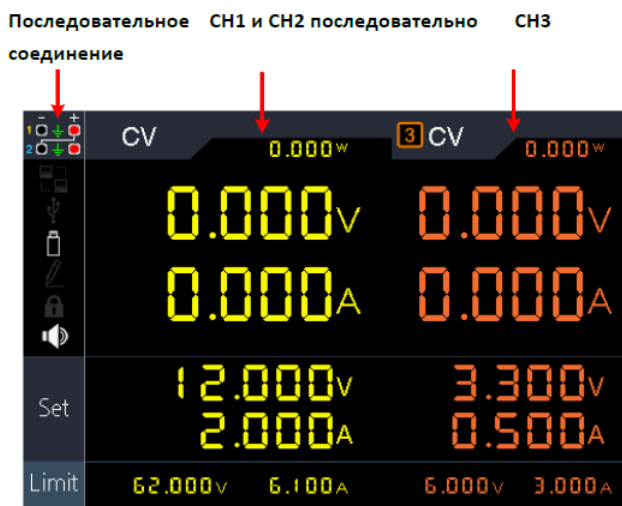 Последовательное CH1 и CH2 последовательно CH3
соединение
- +
1
2
CV 0.000W 3 CV 0.000W
0.000V 0.000V
0.000A 0.000A
Set 12.000V 3.300V
2.000A 0.500A
Limit 62.000V 6.100A 6.000V 3.000A